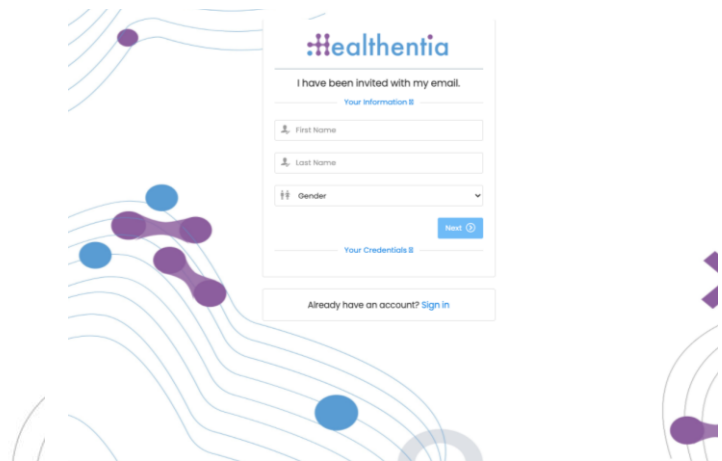 Healthentia
I have been invited with my email.
Your Information
First Name
Last Name
Gender
Next
Your Credentials
Already have an account? Sign in